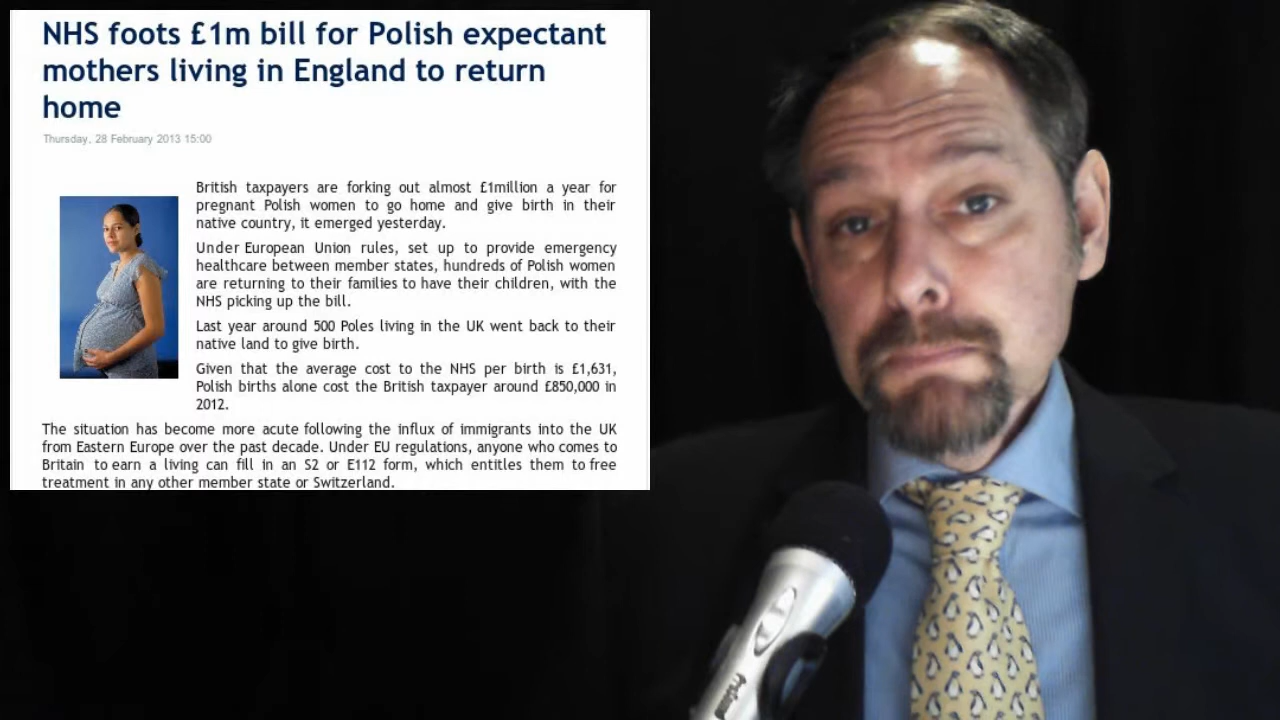 NHS foots £1m bill for Polish expectant
mothers living in England to return
home
Thursday, 28 February 2013 15:00
British taxpayers are forking out almost £1million a year for
pregnant Polish women to go home and give birth in their
native country, it emerged yesterday.
Under European Union rules, set up to provide emergency
healthcare between member states, hundreds of Polish women
are returning to their families to have their children, with the
NHS picking up the bill.
Last year around 500 Poles living in the UK went back to their
native land to give birth.
Given that the average cost to the NHS per birth is £1,631,
Polish births alone cost the British taxpayer around £850,000 in
2012.
The situation has become more acute following the influx of immigrants into the UK
from Eastern Europe over the past decade. Under EU regulations, anyone who comes to
Britain to earn a living can fill in an S2 or E112 form, which entitles them to free
treatment in any other member state or Switzerland.